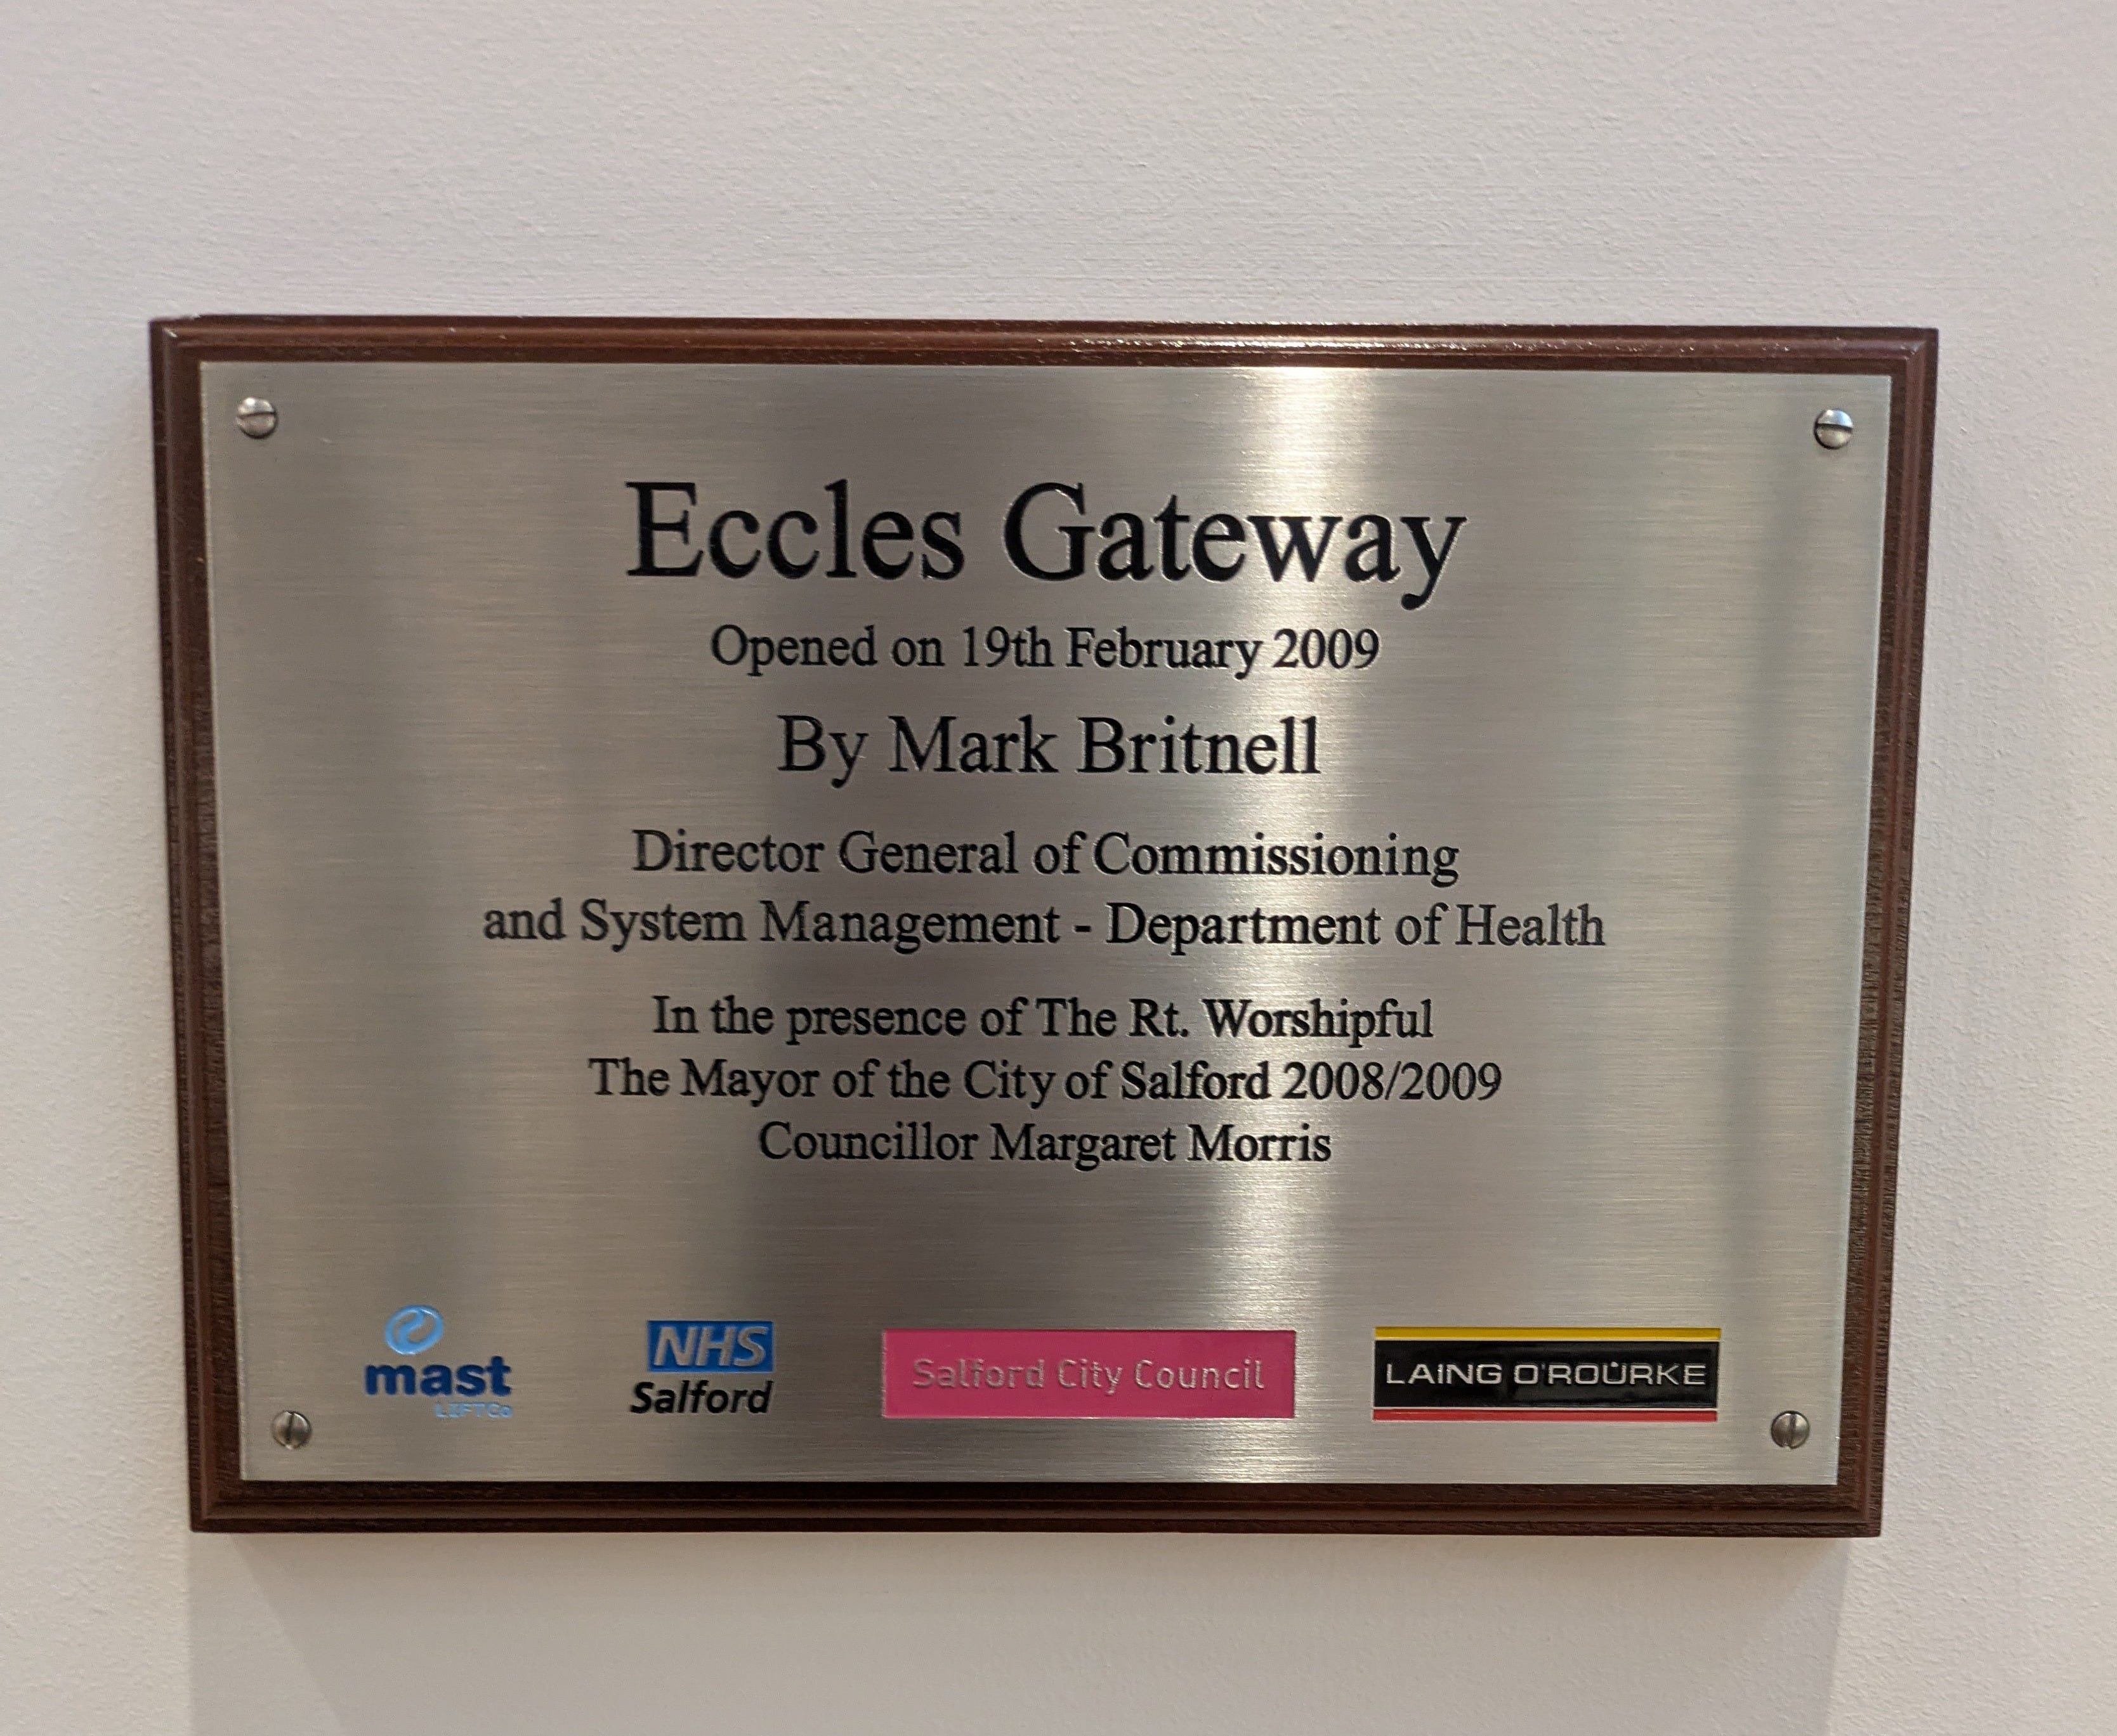 Eccles Gateway
Opened on 19th February 2009
By Mark Britnell
Director General of Commissioning
and System Management - Department of Health
In the presence of The Rt. Worshipful
The Mayor of the City of Salford 2008/2009
Councillor Margaret Morris
mast
LIFTCo
NHS
Salford
Salford City Council
LAING O'ROURKE